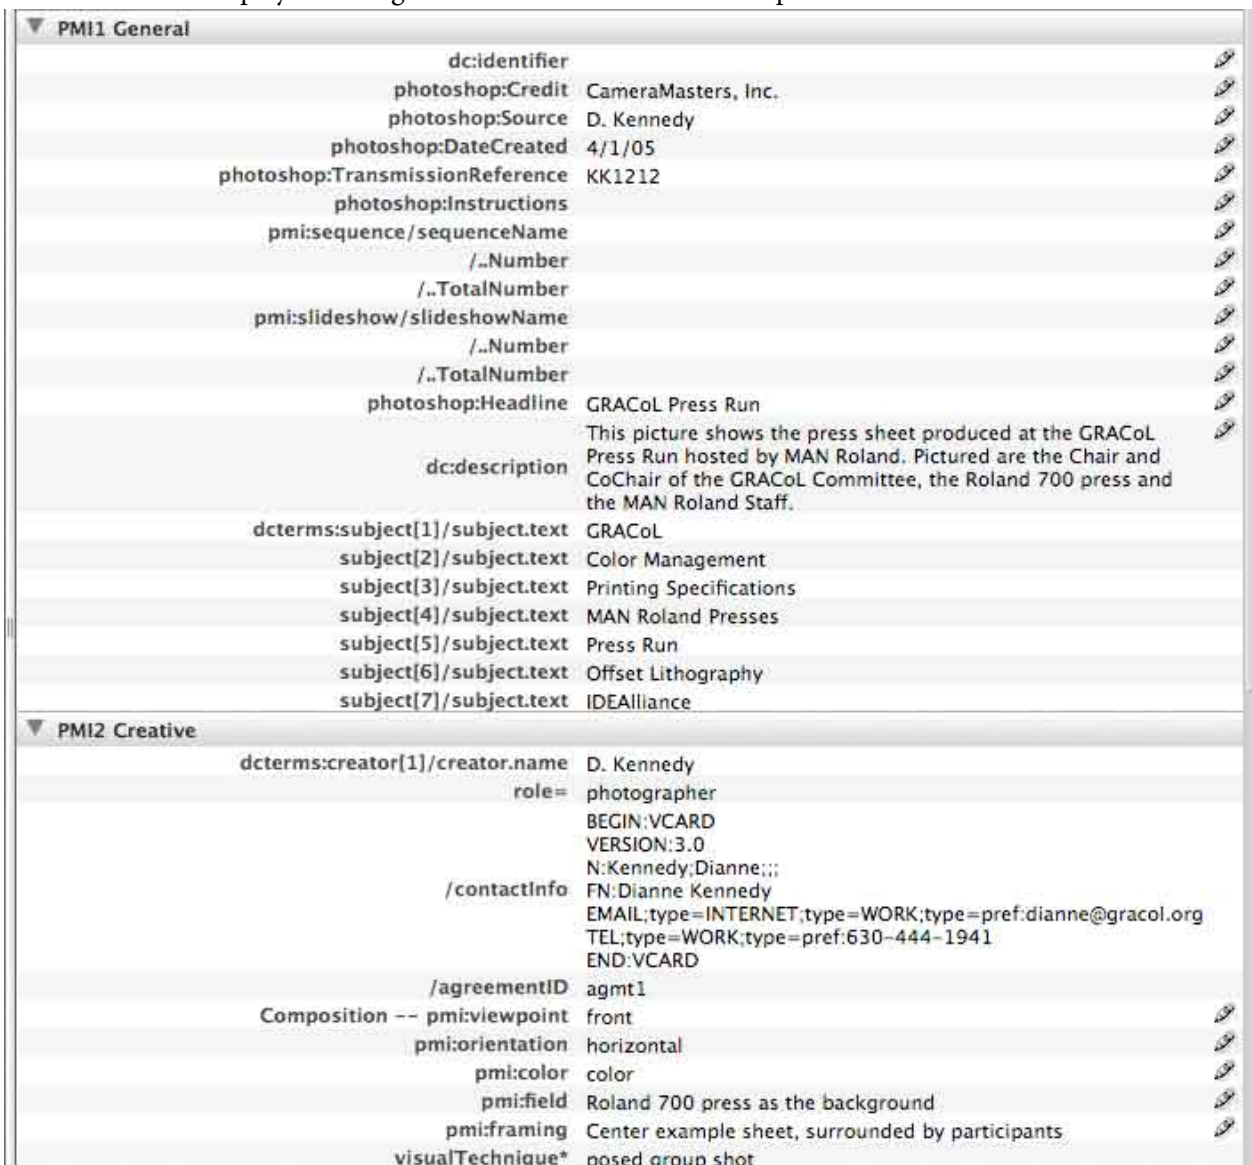 PMI1 General
dc:identifier
photoshop:Credit CameraMasters, Inc.
photoshop:Source D. Kennedy
photoshop:DateCreated 4/1/05
photoshop:TransmissionReference KK1212
photoshop:Instructions
pmi:sequence/sequenceName
/..Number
/..TotalNumber
pmi:slideshow/slideshowName
/..Number
/..TotalNumber
photoshop:Headline GRACoL Press Run
This picture shows the press sheet produced at the GRACoL
Press Run hosted by MAN Roland. Pictured are the Chair and
dc:description CoChair of the GRACoL Committee, the Roland 700 press and
the MAN Roland Staff.
dcterms:subject[1]/subject.text GRACoL
subject[2]/subject.text Color Management
subject[3]/subject.text Printing Specifications
subject[4]/subject.text MAN Roland Presses
subject[5]/subject.text Press Run
subject[6]/subject.text Offset Lithography
subject[7]/subject.text IDEAlliance
PMI2 Creative
dcterms:creator[1]/creator.name D. Kennedy
role= photographer
BEGIN:VCARD
VERSION:3.0
N:Kennedy;Dianne;;;
/contactInfo FN:Dianne Kennedy
EMAIL;type=INTERNET;type=WORK;type=pref:dianne@gracol.org
TEL;type=WORK;type=pref:630-444-1941
END:VCARD
/agreementID agmt1
Composition -- pmi:viewpoint front
pmi:orientation horizontal
pmi:color color
pmi:field Roland 700 press as the background
pmi:framing Center example sheet, surrounded by participants
visualTechnique* posed group shot